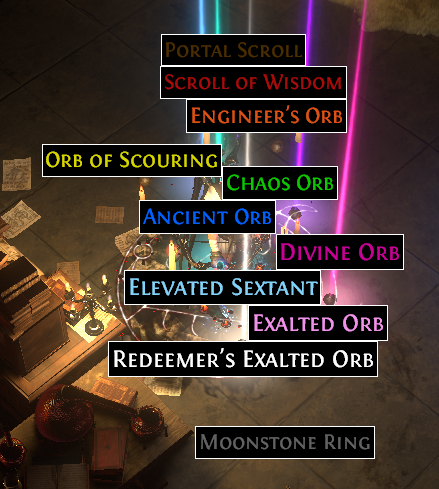 Portal Scroll
Scroll of Wisdom
Engineer's Orb
Orb of Scouring
Chaos Orb
Ancient Orb
Divine Orb
Elevated Sextant
Exalted Orb
Redeemer's Exalted Orb
Moonstone Ring